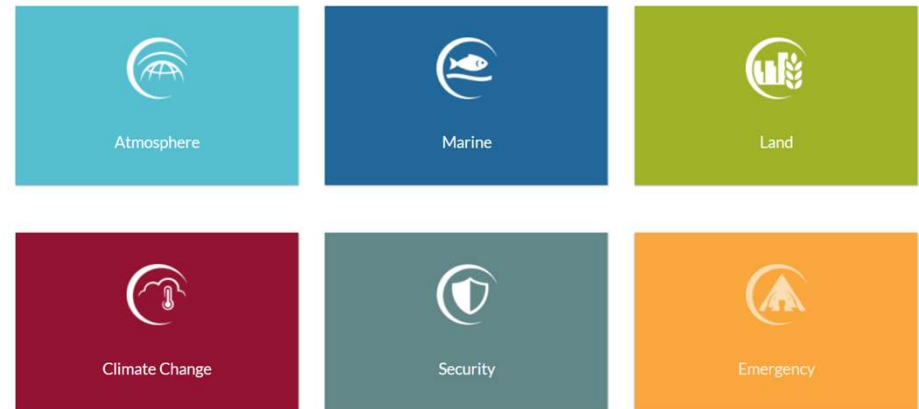 Atmosphere
Marine
Land
Climate Change
Security
Emergency